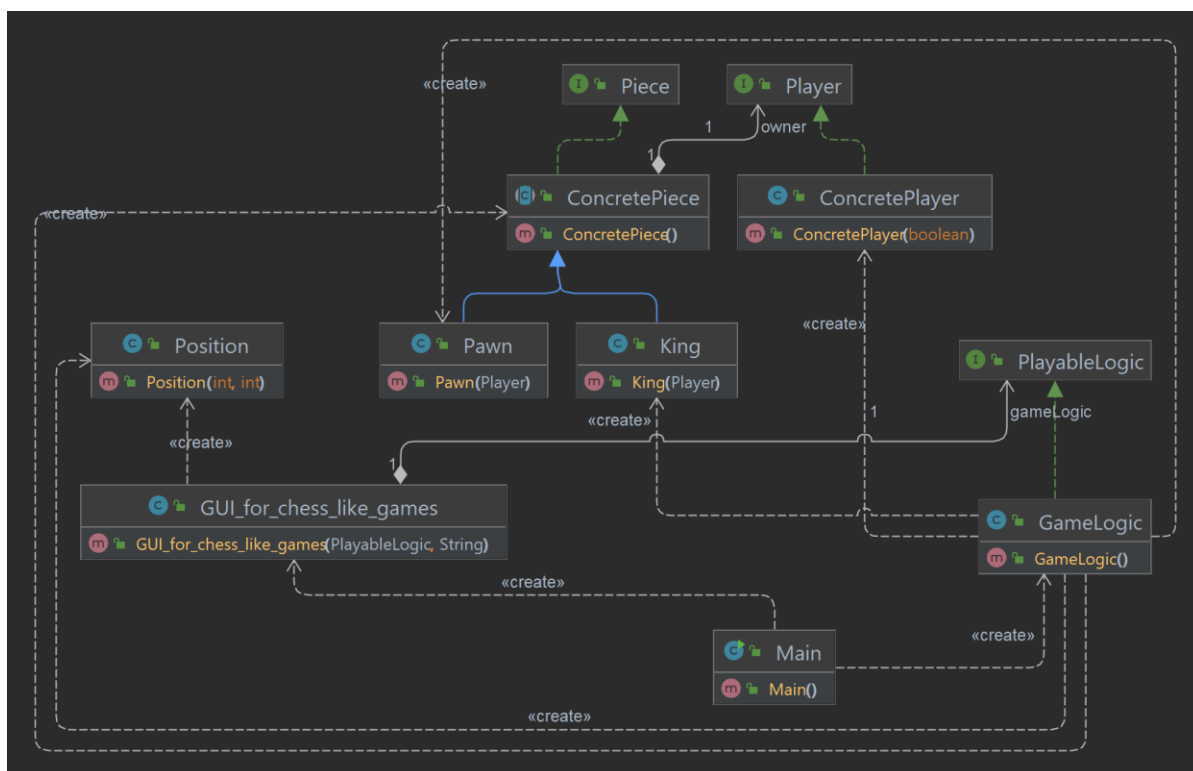 «create»
Piece
Player
1
owner
1
ConcretePiece
ConcretePiece()
ConcretePlayer
ConcretePlayer(boolean)
«create»
«create»
Position
Position(int, int)
Pawn
Pawn(Player)
King
King(Player)
PlayableLogic
«create»
«create»
1
gameLogic
1
GUI_for_chess_like_games
GUI_for_chess_like_games(PlayableLogic, String)
GameLogic
GameLogic()
«create»
«create»
Main
Main()
«create»